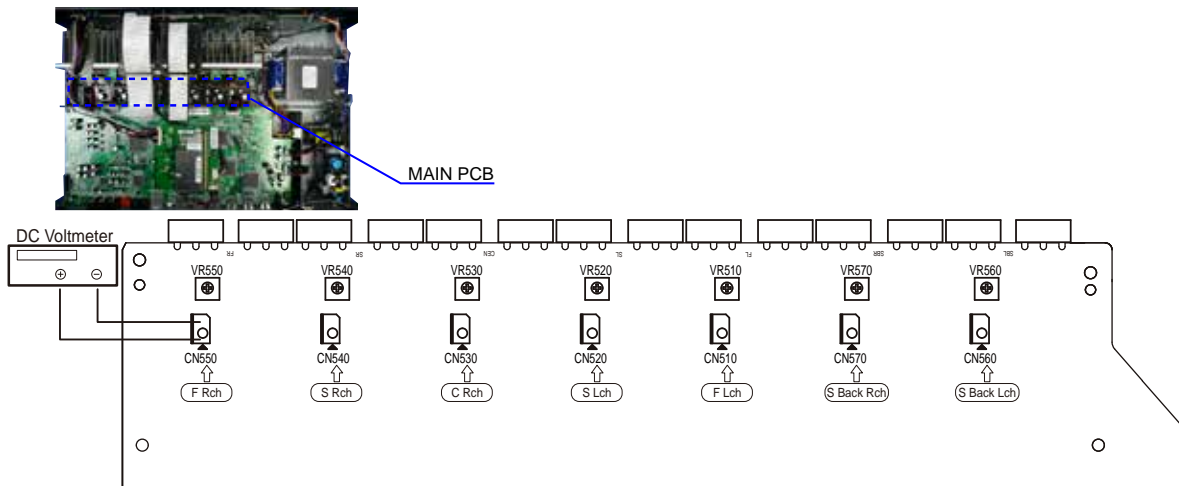 MAIN PCB
DC Voltmeter
+ −
FR SR CEN SL FL SBR SBL
VR550 VR540 VR530 VR520 VR510 VR570 VR560
CN550 CN540 CN530 CN520 CN510 CN570 CN560
F Rch S Rch C Rch S Lch F Lch S Back Rch S Back Lch